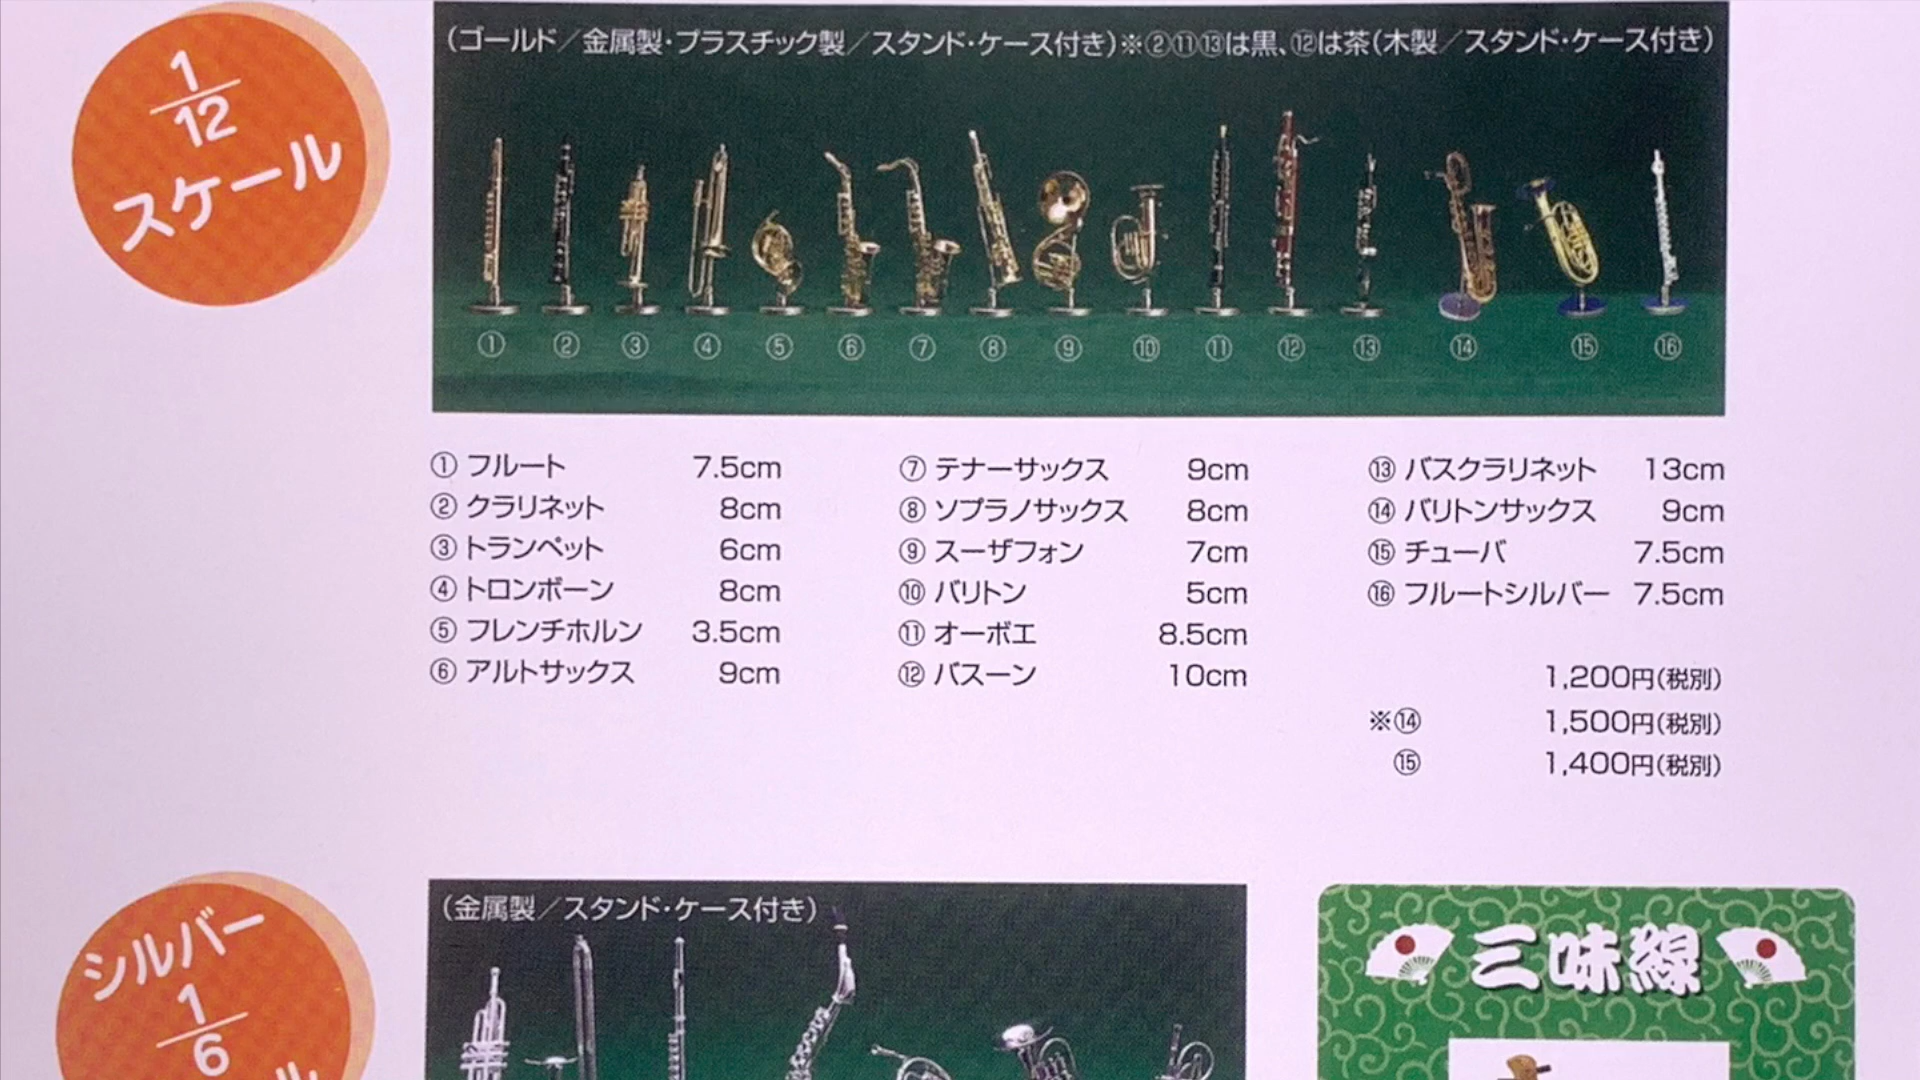 1
12
スケール
(ゴールド/金属製・プラスチック製/スタンド・ケース付き)※②⑪⑬は黒、⑫は茶(木製/スタンド・ケース付き)
① ② ③ ④ ⑤ ⑥ ⑦ ⑧ ⑨ ⑩ ⑪ ⑫ ⑬ ⑭ ⑮ ⑯
① フルート 7.5cm
② クラリネット 8cm
③ トランペット 6cm
④ トロンボーン 8cm
⑤ フレンチホルン 3.5cm
⑥ アルトサックス 9cm
⑦ テナーサックス 9cm
⑧ ソプラノサックス 8cm
⑨ スーザフォン 7cm
⑩ バリトン 5cm
⑪ オーボエ 8.5cm
⑫ バスーン 10cm
⑬ バスクラリネット 13cm
⑭ バリトンサックス 9cm
⑮ チューバ 7.5cm
⑯ フルートシルバー 7.5cm
1,200円(税別)
※⑭ 1,500円(税別)
⑮ 1,400円(税別)
シルバー
1
6
(金属製/スタンド・ケース付き)
三味線